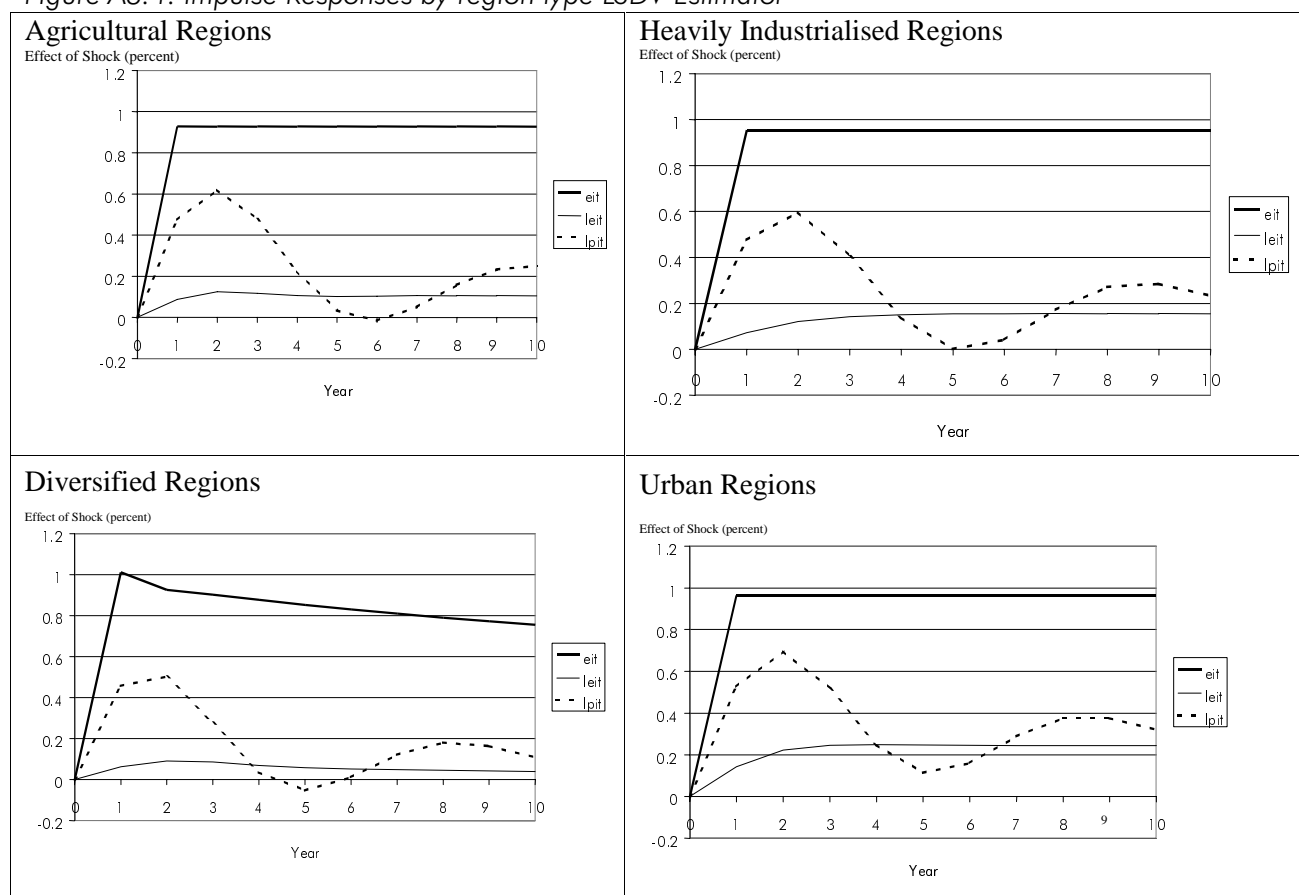 Figure A3.1. Impulse Responses by region type LSDV Estimator
Agricultural Regions
Effect of Shock (percent)
1.2
1
0.8
0.6
0.4
0.2
0
-0.2
0 1 2 3 4 5 6 7 8 9 10
Year
eit
leit
lpit
Heavily Industrialised Regions
Effect of Shock (percent)
1.2
1
0.8
0.6
0.4
0.2
0
-0.2
0 1 2 3 4 5 6 7 8 9 10
Year
eit
leit
lpit
Diversified Regions
Effect of Shock (percent)
1.2
1
0.8
0.6
0.4
0.2
0
-0.2
0 1 2 3 4 5 6 7 8 9 10
Year
eit
leit
lpit
Urban Regions
Effect of Shock (percent)
1.2
1
0.8
0.6
0.4
0.2
0
-0.2
0 1 2 3 4 5 6 7 8 9 10
Year
eit
leit
lpit